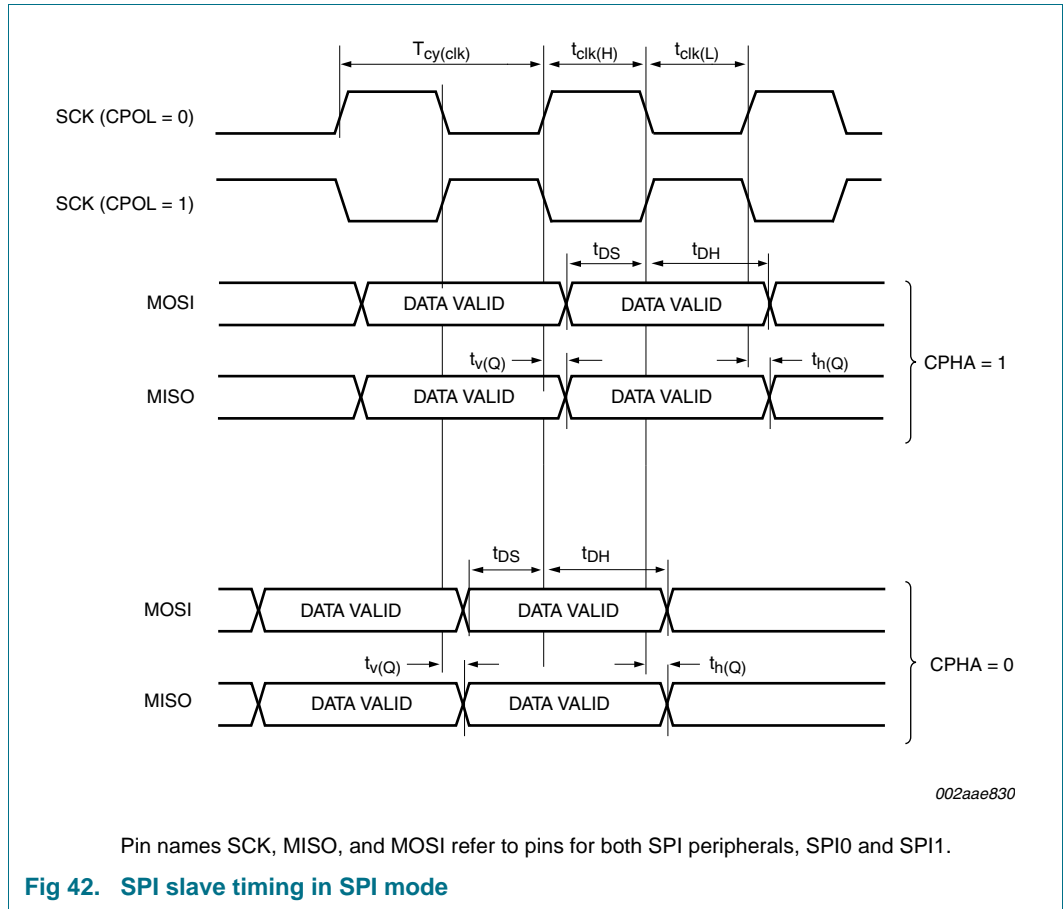 Tcy(clk) tclk(H) tclk(L)
SCK (CPOL = 0)
SCK (CPOL = 1)
tDS tDH
MOSI DATA VALID DATA VALID
tv(Q) th(Q)
CPHA = 1
MISO DATA VALID DATA VALID
tDS tDH
MOSI DATA VALID DATA VALID
tv(Q) th(Q)
CPHA = 0
MISO DATA VALID DATA VALID
002aae830
Pin names SCK, MISO, and MOSI refer to pins for both SPI peripherals, SPI0 and SPI1.
Fig 42. SPI slave timing in SPI mode